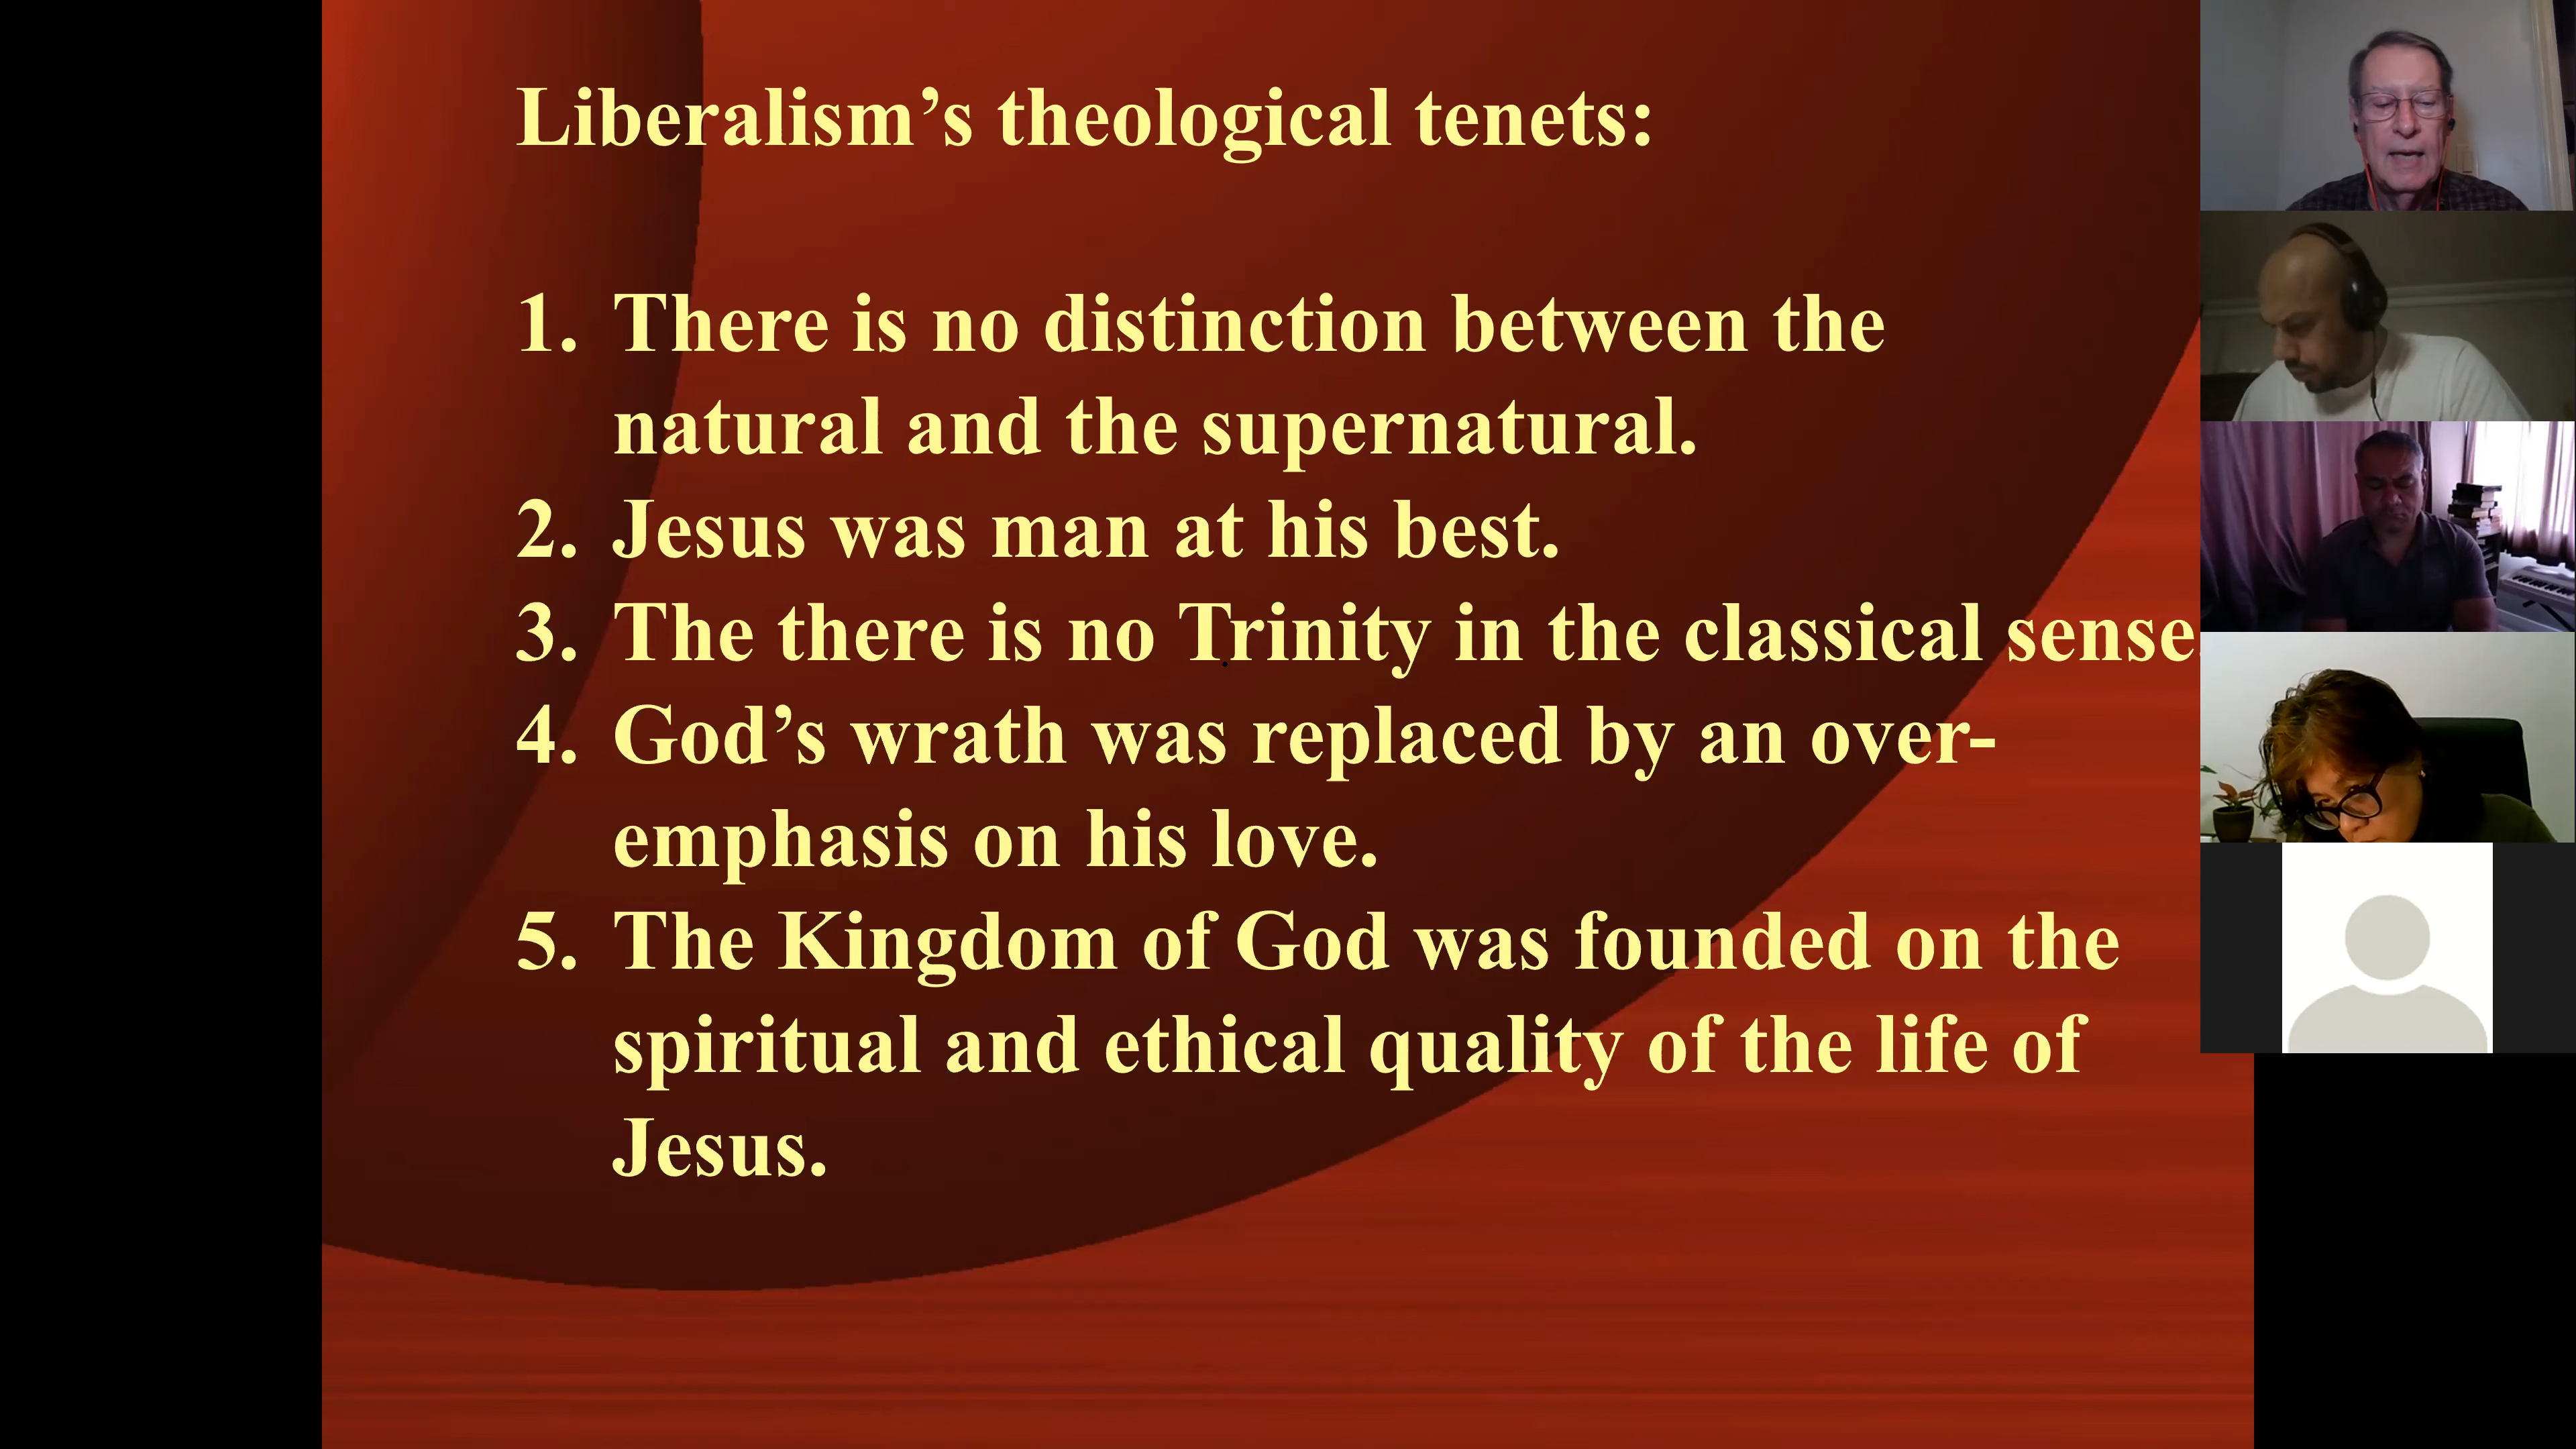 Liberalism’s theological tenets:
1. There is no distinction between the
natural and the supernatural.
2. Jesus was man at his best.
3. The there is no Trinity in the classical sense.
4. God’s wrath was replaced by an over-
emphasis on his love.
5. The Kingdom of God was founded on the
spiritual and ethical quality of the life of
Jesus.